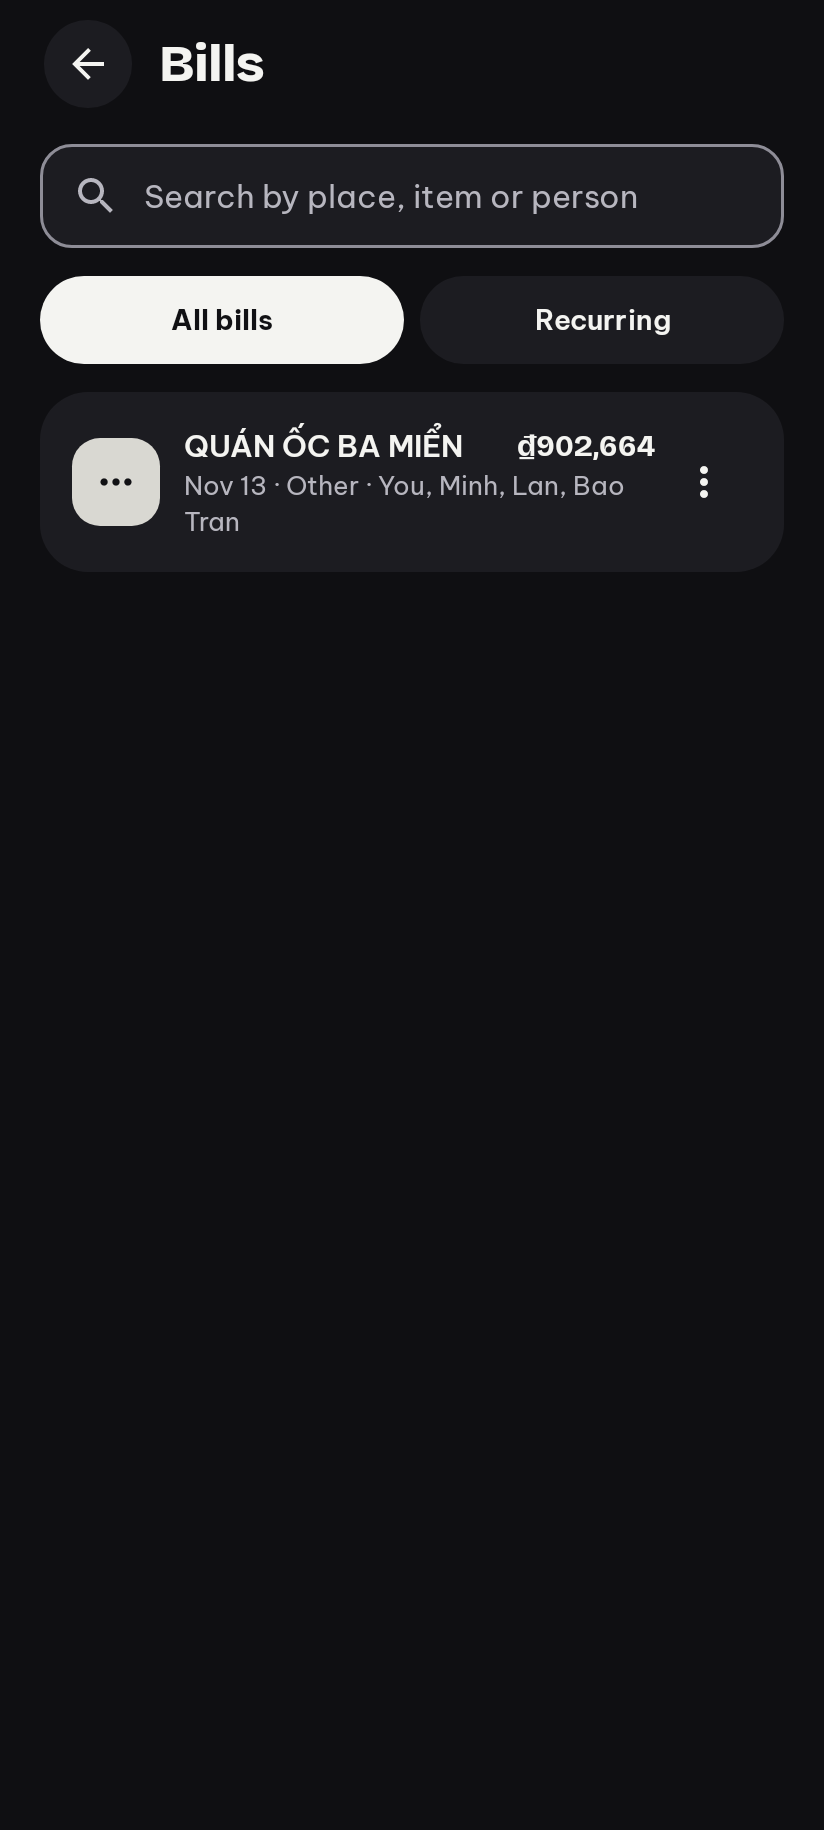 Bills
Search by place, item or person
All bills
Recurring
QUÁN ỐC BA MIỂN
₫902,664
Nov 13 · Other · You, Minh, Lan, Bao
Tran